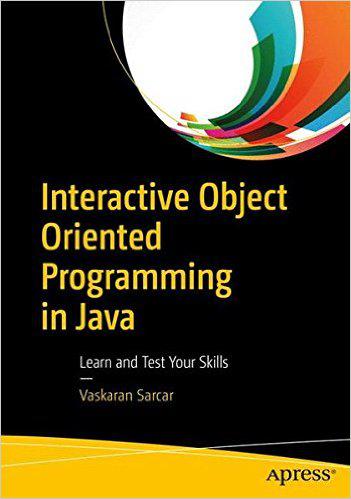 Interactive Object
Oriented
Programming
in Java
Learn and Test Your Skills
—
Vaskaran Sarcar
Apress®